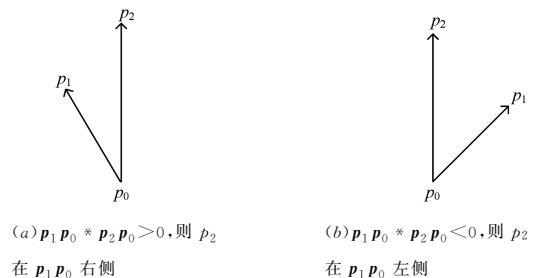 p₂
p₂
p₁
p₁
p₀
p₀
(a)p₁p₀ * p₂p₀>0,则 p₂
在 p₁p₀ 右侧
(b)p₁p₀ * p₂p₀<0,则 p₂
在 p₁p₀ 左侧